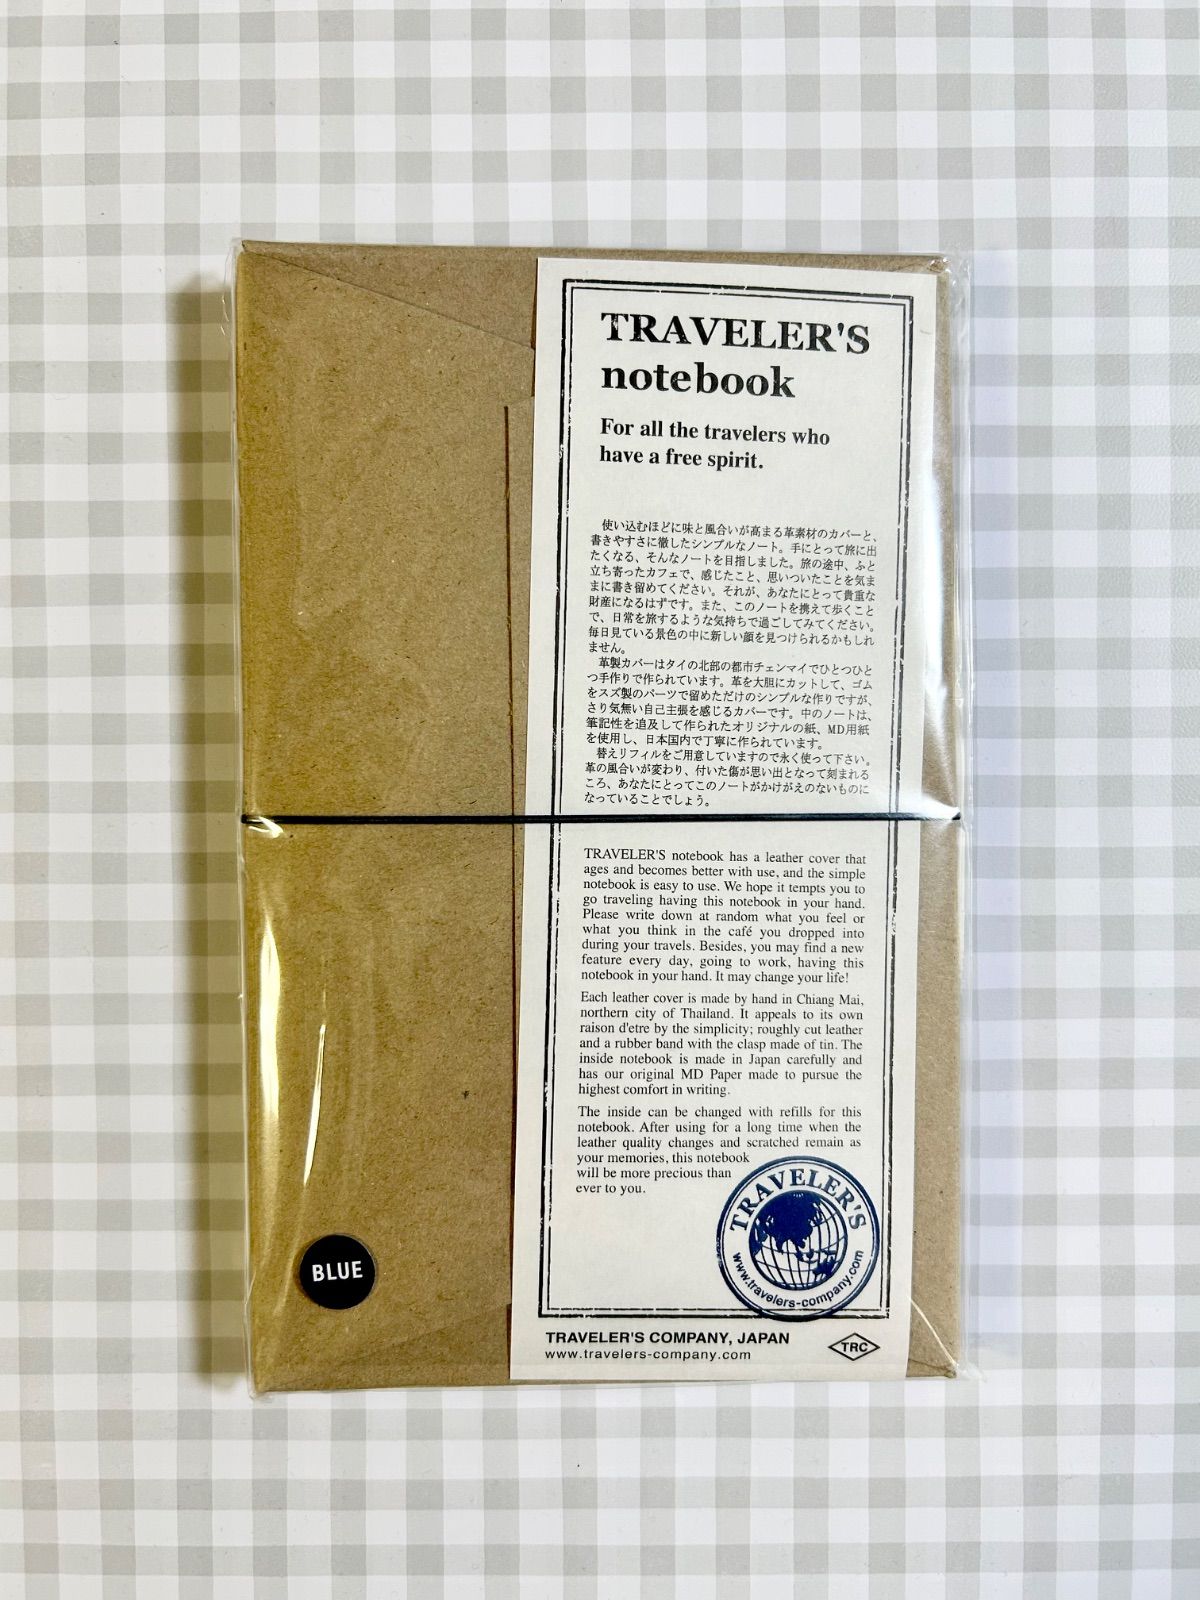 TRAVELER'S
notebook
For all the travelers who
have a free spirit.
使い込むほどに味と風合いが高まる革素材のカバーと、
書きやすさに徹したシンプルなノート。手にとって旅に出
たくなる、そんなノートを目指しました。旅の途中、ふと
立ち寄ったカフェで、感じたこと、思いついたことを気ま
まに書き留めてください。それが、あなたにとって貴重な
財産になるはずです。また、このノートを携えて歩くこと
で、日常を旅するような気持ちで過ごしてみてください。
毎日見ている景色の中に新しい顔を見つけられるかもしれ
ません。
革製カバーはタイの北部の都市チェンマイでひとつひと
つ手作りで作られています。革を大胆にカットして、ゴム
をスズ製のパーツで留めただけのシンプルな作りですが、
さり気無い自己主張を感じるカバーです。中のノートは、
筆記性を追及して作られたオリジナルの紙、MD用紙
を使用し、日本国内で丁寧に作られています。
替えリフィルをご用意していますので永く使って下さい。
革の風合いが変わり、付いた傷が思い出となって刻まれる
ころ、あなたにとってこのノートがかけがえのないものに
なっていることでしょう。
TRAVELER'S notebook has a leather cover that
ages and becomes better with use, and the simple
notebook is easy to use. We hope it tempts you to
go traveling having this notebook in your hand.
Please write down at random what you feel or
what you think in the café you dropped into
during your travels. Besides, you may find a new
feature every day, going to work, having this
notebook in your hand. It may change your life!
Each leather cover is made by hand in Chiang Mai,
northern city of Thailand. It appeals to its own
raison d'etre by the simplicity; roughly cut leather
and a rubber band with the clasp made of tin. The
inside notebook is made in Japan carefully and
has our original MD Paper made to pursue the
highest comfort in writing.
The inside can be changed with refills for this
notebook. After using for a long time when the
leather quality changes and scratched remain as
your memories, this notebook
will be more precious than
ever to you.
TRAVELER'S
www.travelers-company.com
BLUE
TRAVELER'S COMPANY, JAPAN
www.travelers-company.com
TRC